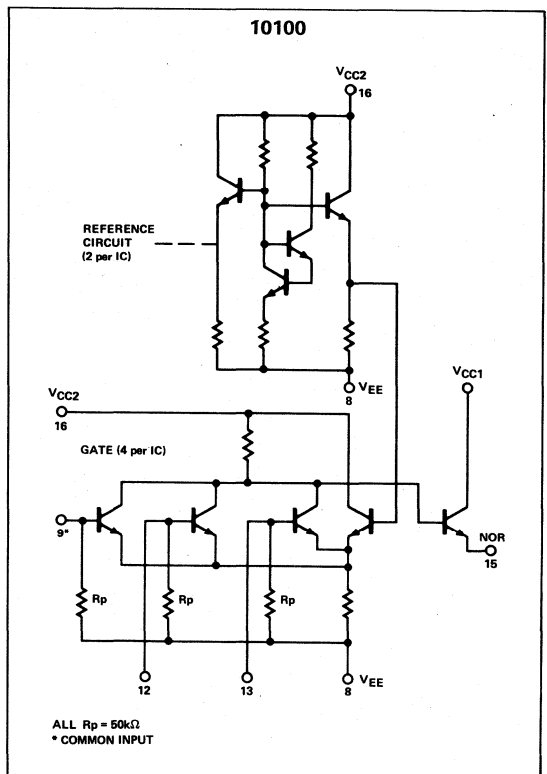 10100
VCC2
16
REFERENCE
CIRCUIT
(2 per IC)
VEE
8
VCC1
VCC2
16
GATE (4 per IC)
9*
NOR
15
Rp
Rp
Rp
12
13
8
VEE
ALL Rp = 50kΩ
* COMMON INPUT